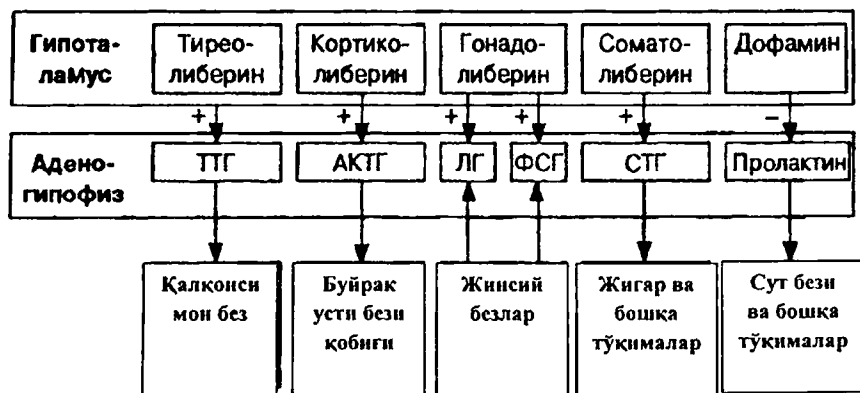 Гипота-
ламус
Тирео-
либерин
Кортико-
либерин
Гонадо-
либерин
Сомато-
либерин
Дофамин
+ + + + + −
Адено-
гипофиз
ТТГ
АКТГ
ЛГ
ФСГ
СТГ
Пролактин
Қалқонси
мон без
Буйрак
усти бези
қобиғи
Жинсий
безлар
Жигар ва
бошқа
тўқималар
Сут бези
ва бошқа
тўқималар